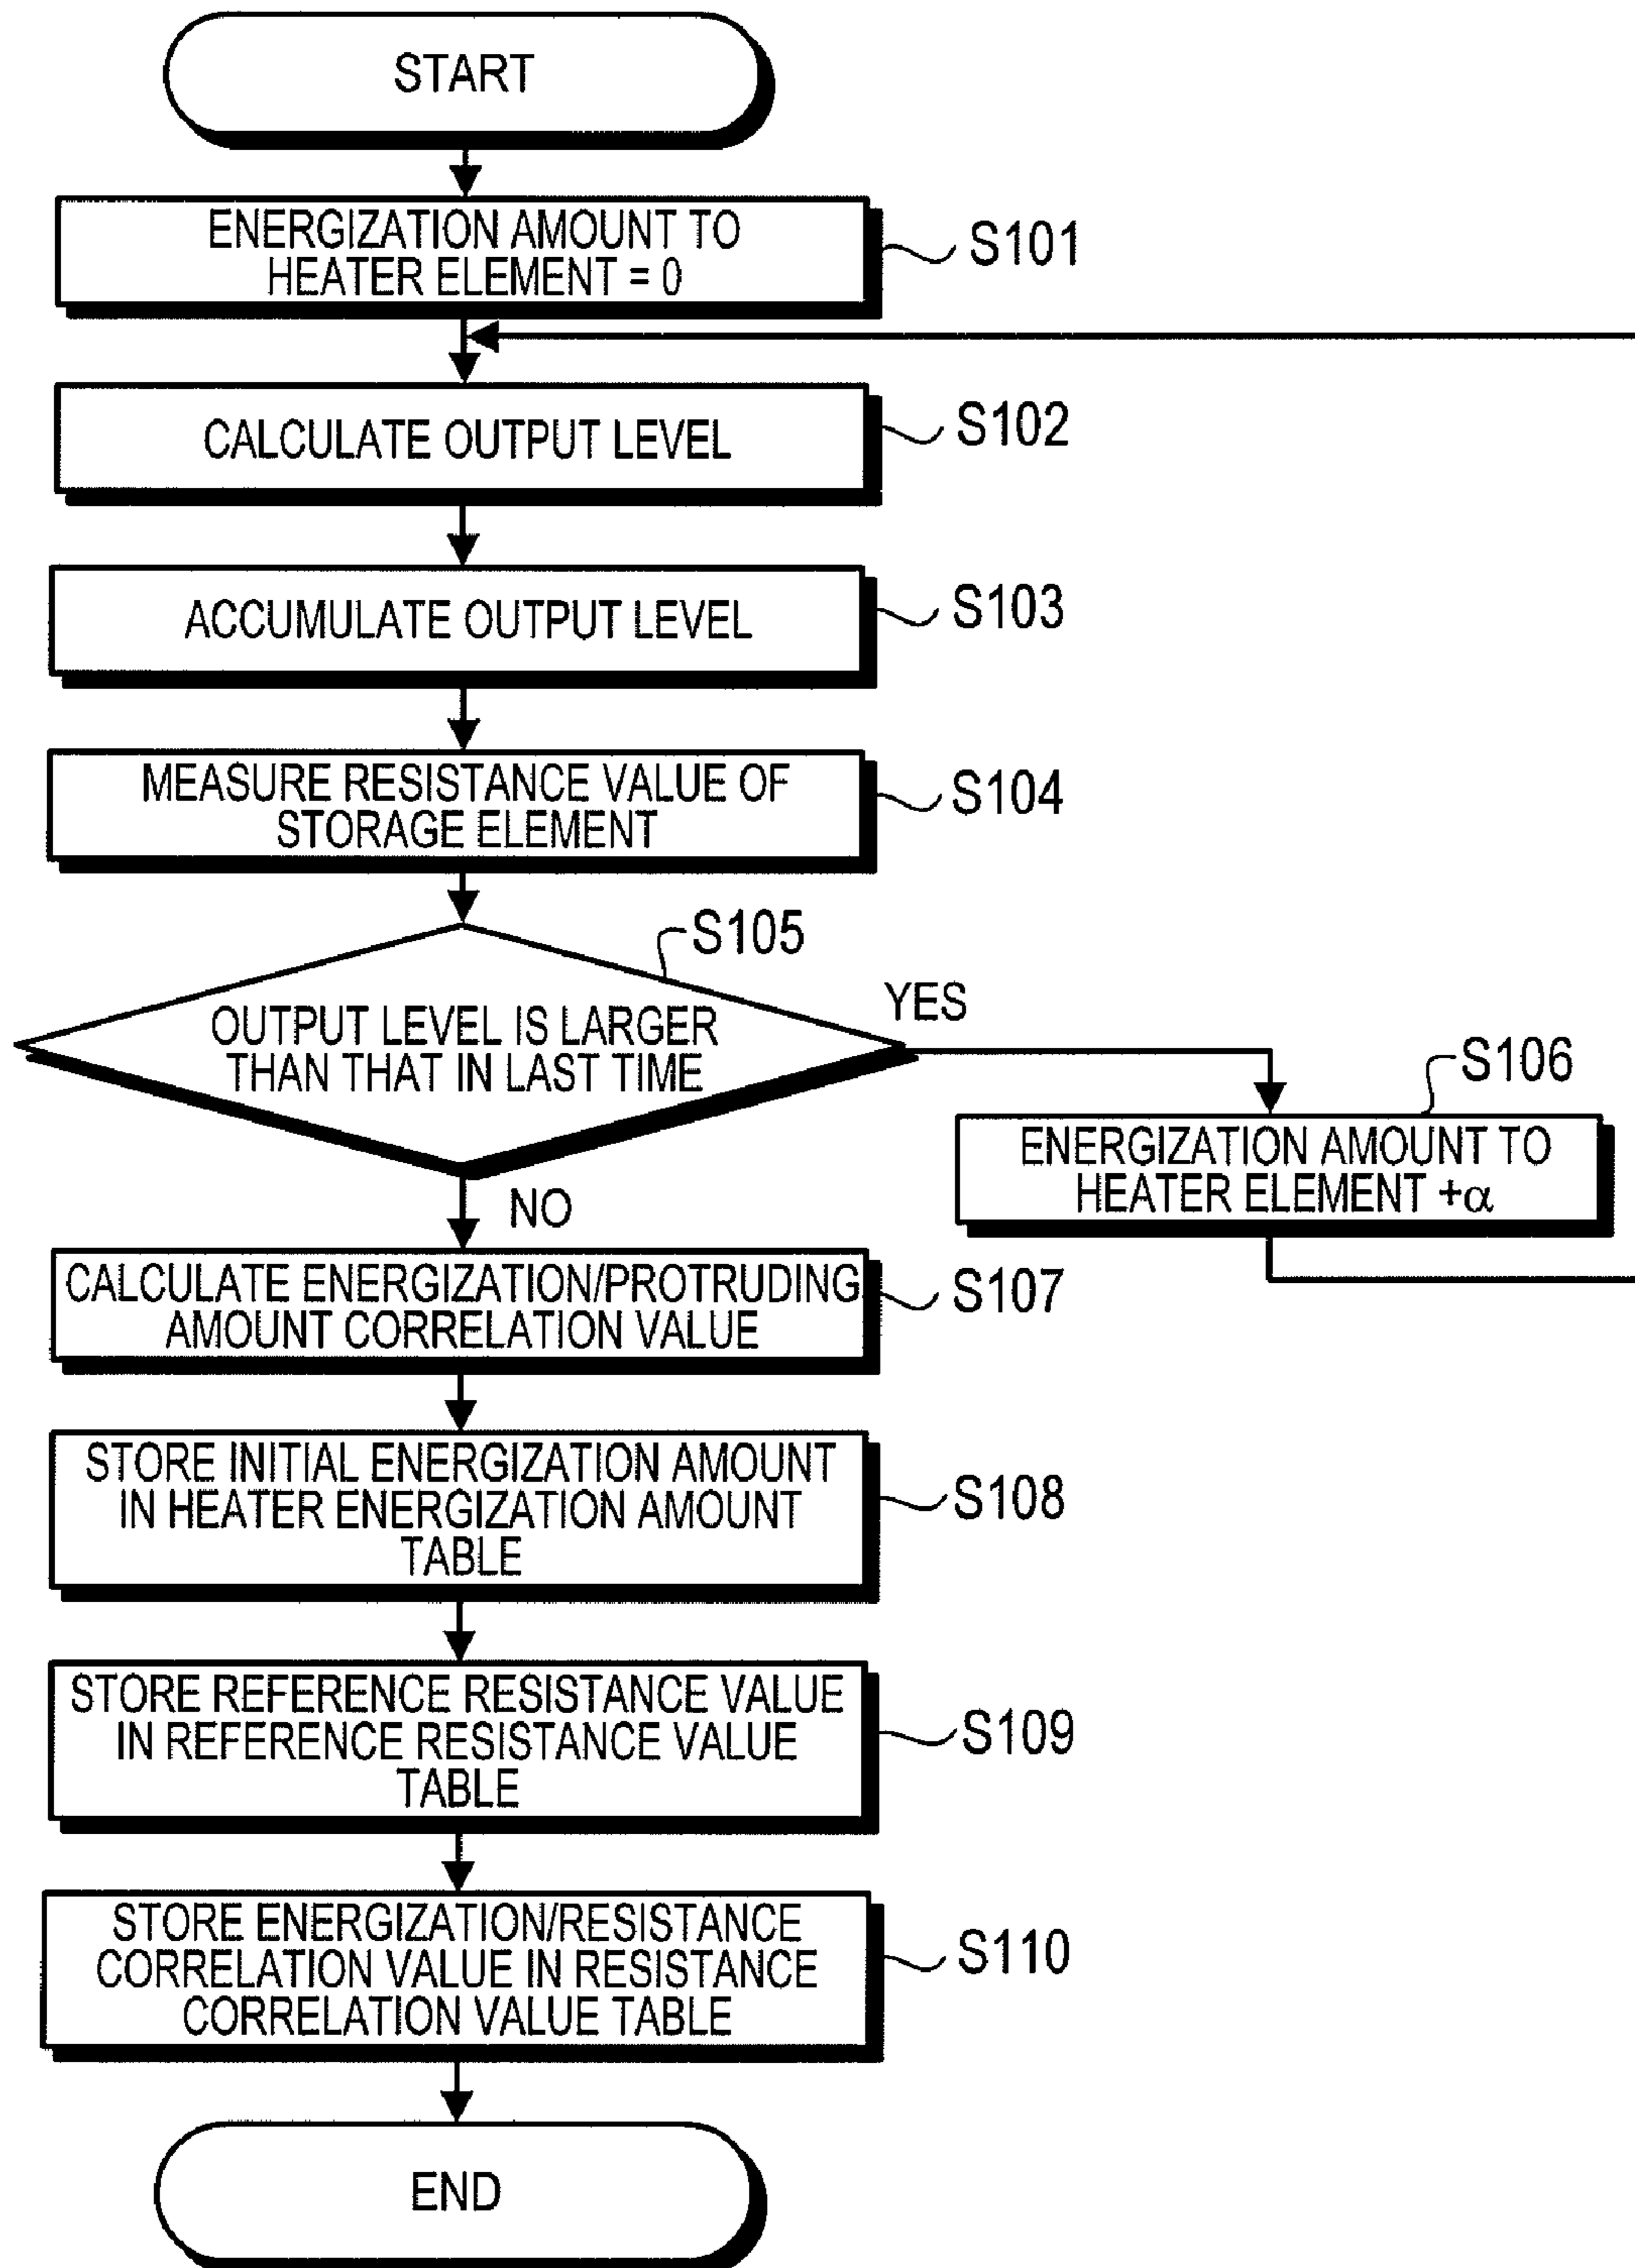 START
ENERGIZATION AMOUNT TO
HEATER ELEMENT = 0
S101
CALCULATE OUTPUT LEVEL
S102
ACCUMULATE OUTPUT LEVEL
S103
MEASURE RESISTANCE VALUE OF
STORAGE ELEMENT
S104
S105
OUTPUT LEVEL IS LARGER
THAN THAT IN LAST TIME
YES
S106
ENERGIZATION AMOUNT TO
HEATER ELEMENT +α
NO
CALCULATE ENERGIZATION/PROTRUDING
AMOUNT CORRELATION VALUE
S107
STORE INITIAL ENERGIZATION AMOUNT
IN HEATER ENERGIZATION AMOUNT
TABLE
S108
STORE REFERENCE RESISTANCE VALUE
IN REFERENCE RESISTANCE VALUE
TABLE
S109
STORE ENERGIZATION/RESISTANCE
CORRELATION VALUE IN RESISTANCE
CORRELATION VALUE TABLE
S110
END